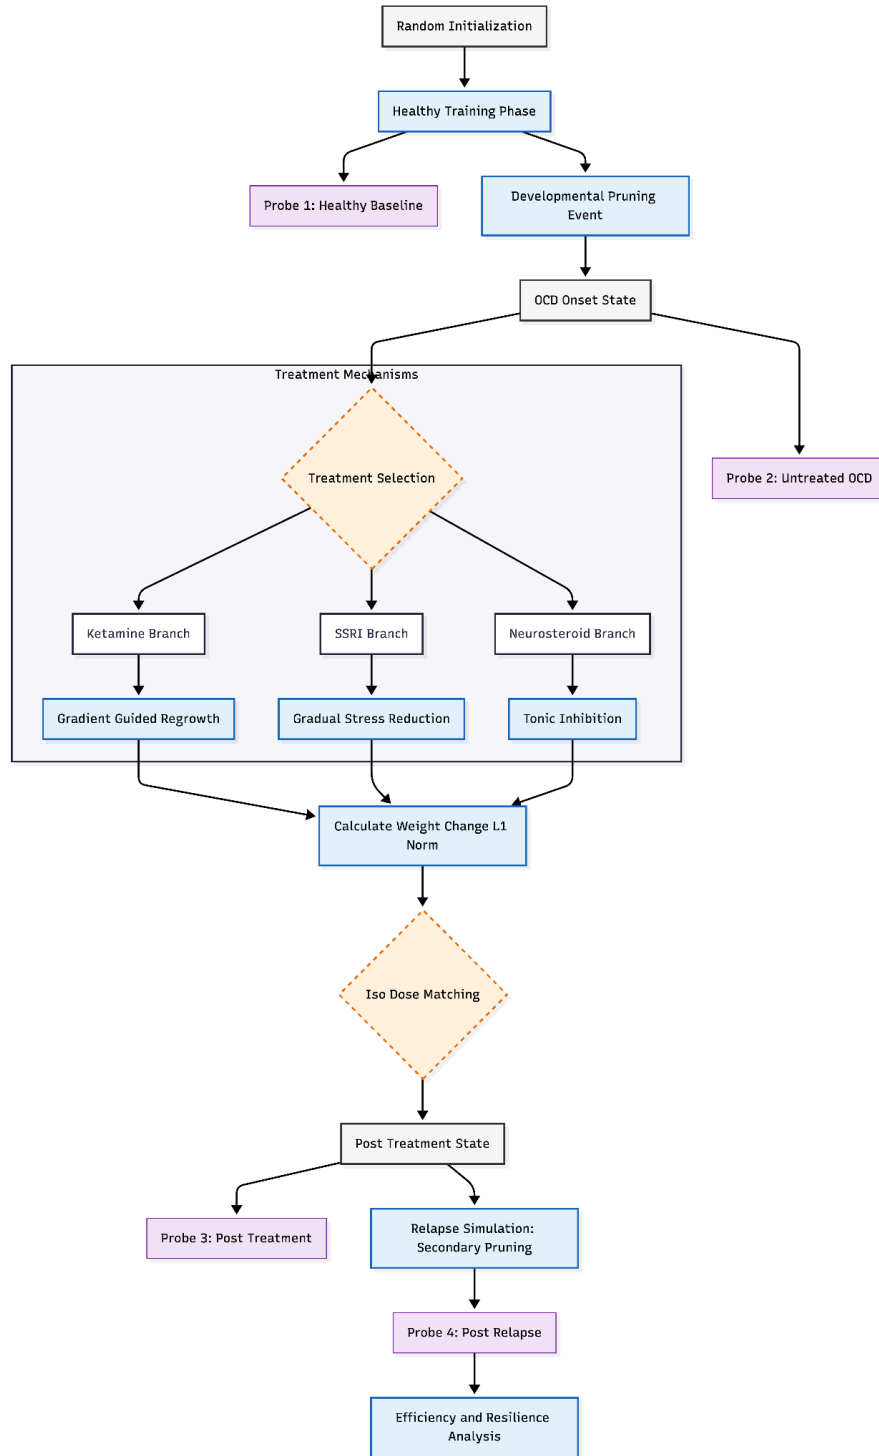 Random Initialization
Healthy Training Phase
Probe 1: Healthy Baseline
Developmental Pruning
Event
OCD Onset State
Treatment Mechanisms
Treatment Selection
Probe 2: Untreated OCD
Ketamine Branch
SSRI Branch
Neurosteroid Branch
Gradient Guided Regrowth
Gradual Stress Reduction
Tonic Inhibition
Calculate Weight Change L1
Norm
Iso Dose Matching
Post Treatment State
Probe 3: Post Treatment
Relapse Simulation:
Secondary Pruning
Probe 4: Post Relapse
Efficiency and Resilience
Analysis